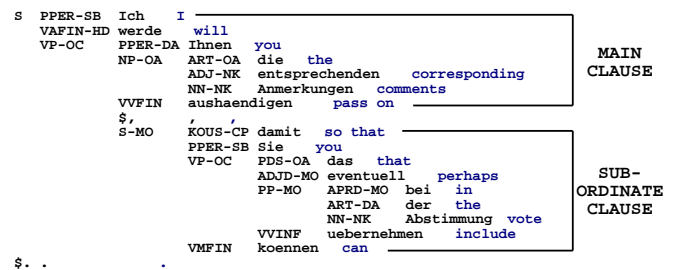 S PPER-SB Ich I
VAFIN-HD werde will
VP-OC PPER-DA Ihnen you
NP-OA ART-OA die the
ADJ-NK entsprechenden corresponding
NN-NK Anmerkungen comments
VVFIN aushaendigen pass on
$, , ,
S-MO KOUS-CP damit so that
PPER-SB Sie you
VP-OC PDS-OA das that
ADJD-MO eventuell perhaps
PP-MO APRD-MO bei in
ART-DA der the
NN-NK Abstimmung vote
VVINF uebernehmen include
VMFIN koennen can
$. . .
MAIN
CLAUSE
SUB-
ORDINATE
CLAUSE